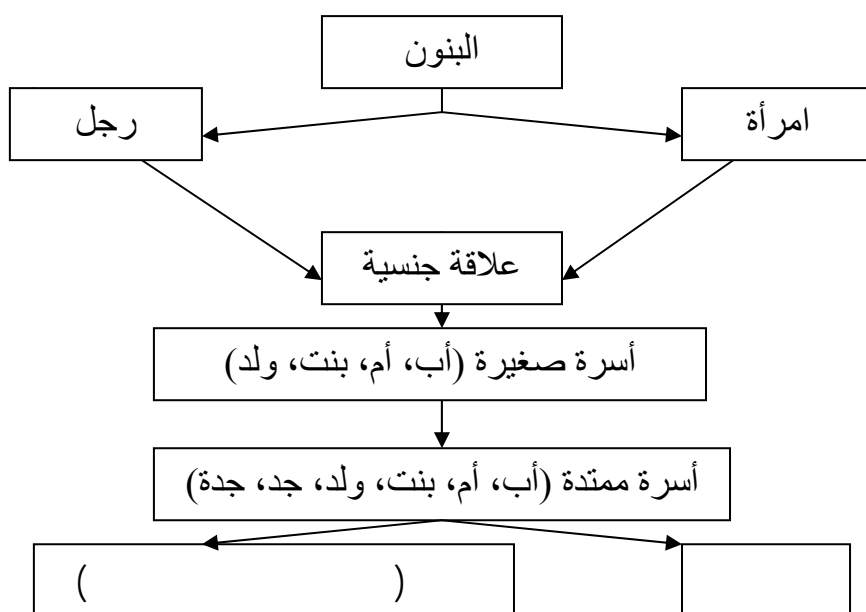 البنون
امرأة
رجل
علاقة جنسية
أسرة صغيرة (أب، أم، بنت، ولد)
أسرة ممتدة (أب، أم، بنت، ولد، جد، جدة)
( )